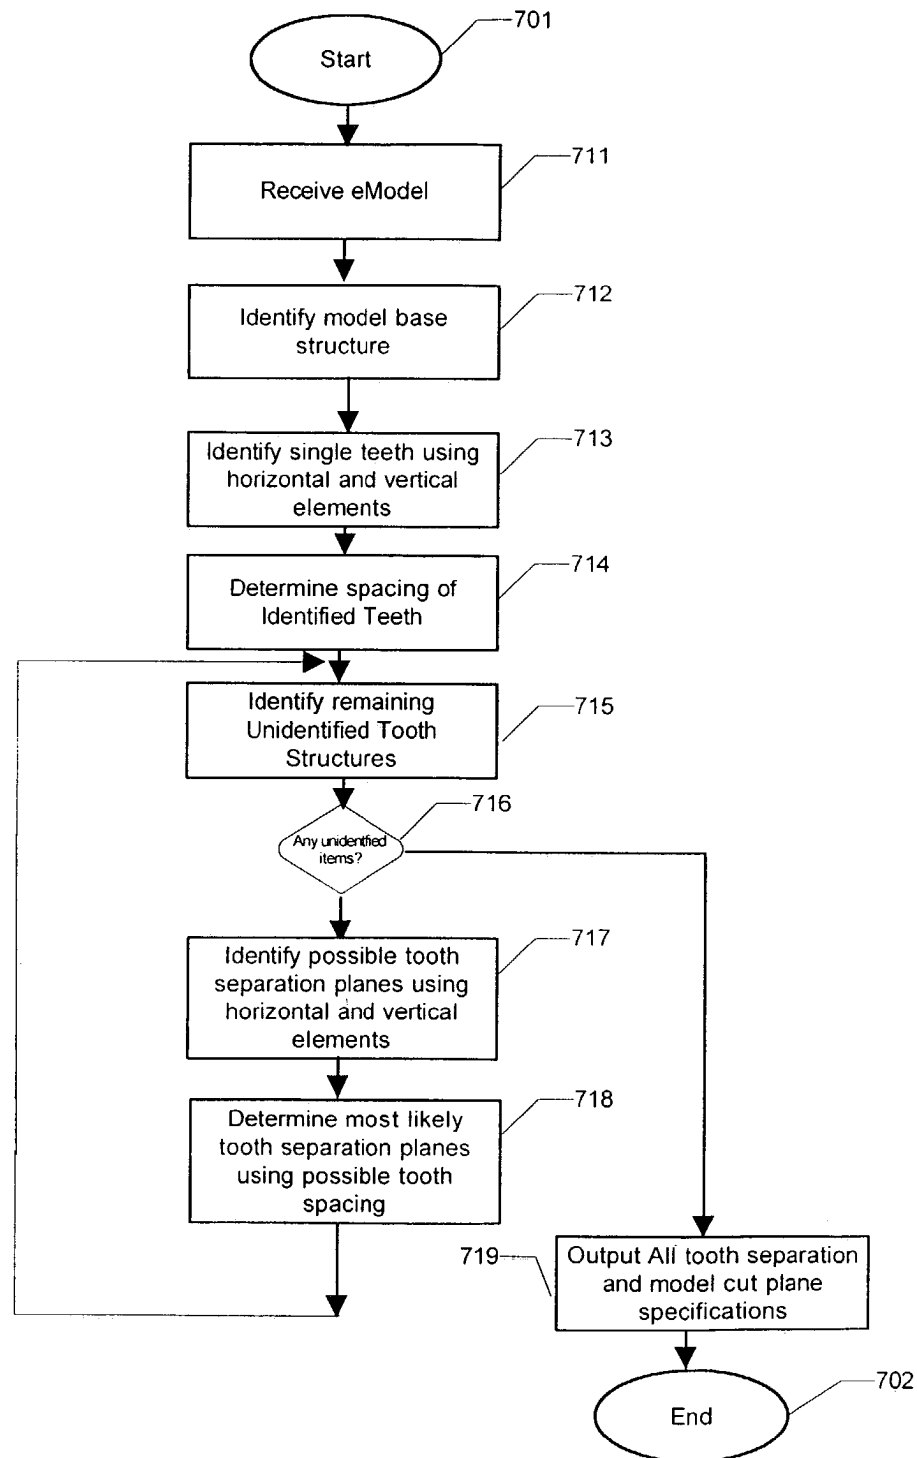 701
Start
711
Receive eModel
712
Identify model base
structure
713
Identify single teeth using
horizontal and vertical
elements
714
Determine spacing of
Identified Teeth
715
Identify remaining
Unidentified Tooth
Structures
716
Any unidentfied
items?
717
Identify possible tooth
separation planes using
horizontal and vertical
elements
718
Determine most likely
tooth separation planes
using possible tooth
spacing
719
Output All tooth separation
and model cut plane
specifications
702
End